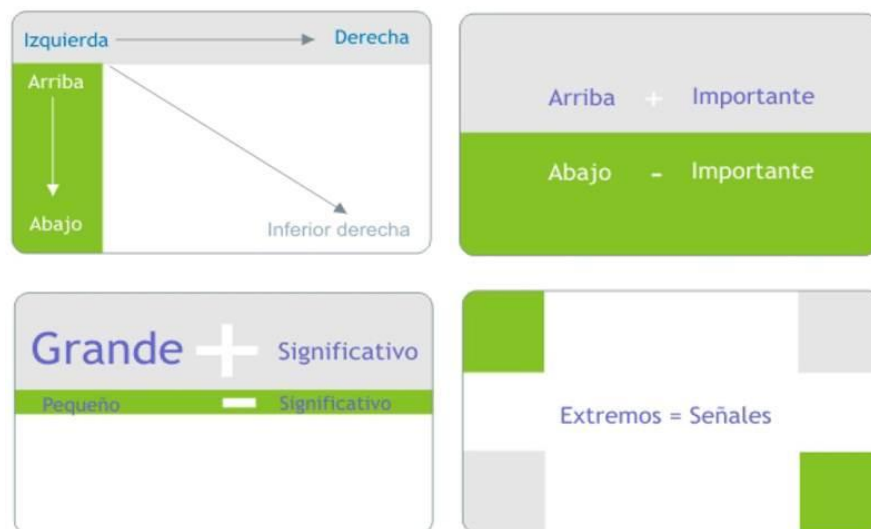 Izquierda Derecha
Arriba
Abajo
Inferior derecha
Arriba + Importante
Abajo - Importante
Grande + Significativo
Pequeño - Significativo
Extremos = Señales